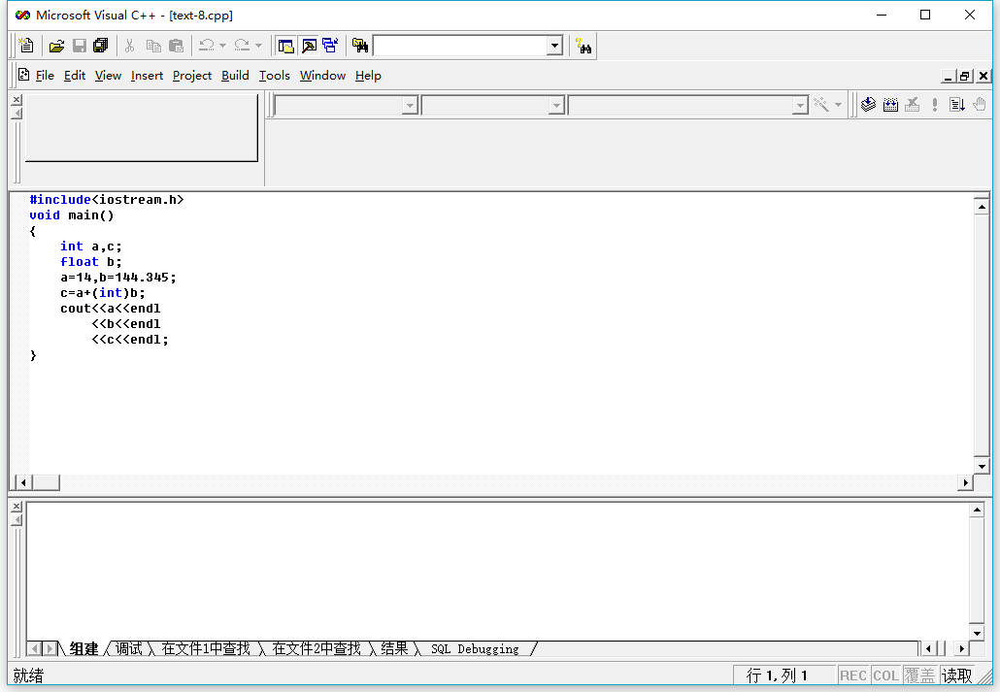 Microsoft Visual C++ - [text-8.cpp]
File Edit View Insert Project Build Tools Window Help
#include<iostream.h>
void main()
{
    int a,c;
    float b;
    a=14,b=144.345;
    c=a+(int)b;
    cout<<a<<endl
        <<b<<endl
        <<c<<endl;
}
组建 调试 在文件1中查找 在文件2中查找 结果 SQL Debugging
就绪 行 1, 列 1 REC COL 覆盖 读取